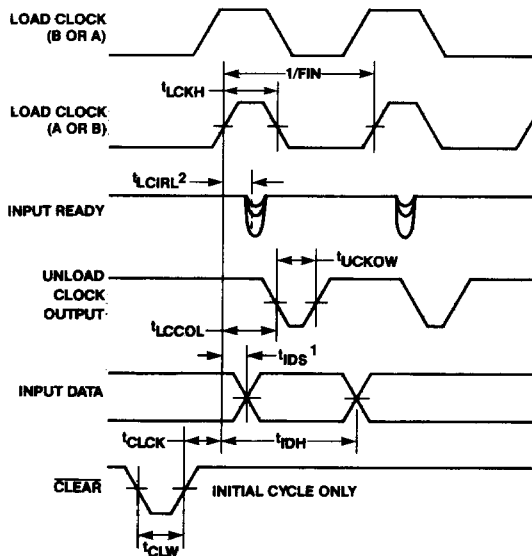 LOAD CLOCK
(B OR A)
1/FIN
tLCKH
LOAD CLOCK
(A OR B)
tLCIRL2
INPUT READY
tUCKOW
UNLOAD
CLOCK
OUTPUT
tLCCOL
tIDS1
INPUT DATA
tCLCK
tIDH
CLEAR
INITIAL CYCLE ONLY
tCLW